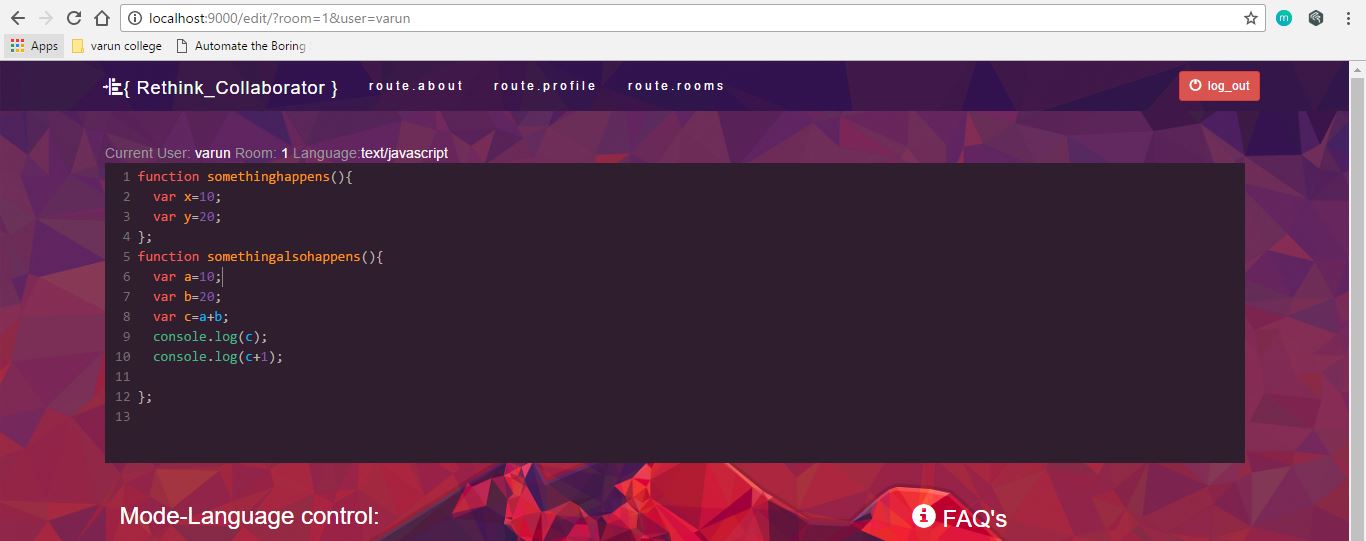 localhost:9000/edit/?room=1&user=varun
Apps varun college Automate the Boring
{ Rethink_Collaborator } route.about route.profile route.rooms log_out
Current User: varun Room: 1 Language:text/javascript
1 function somethinghappens(){
2   var x=10;
3   var y=20;
4 };
5 function somethingalsohappens(){
6   var a=10;
7   var b=20;
8   var c=a+b;
9   console.log(c);
10   console.log(c+1);
11
12 };
13
Mode-Language control: FAQ's